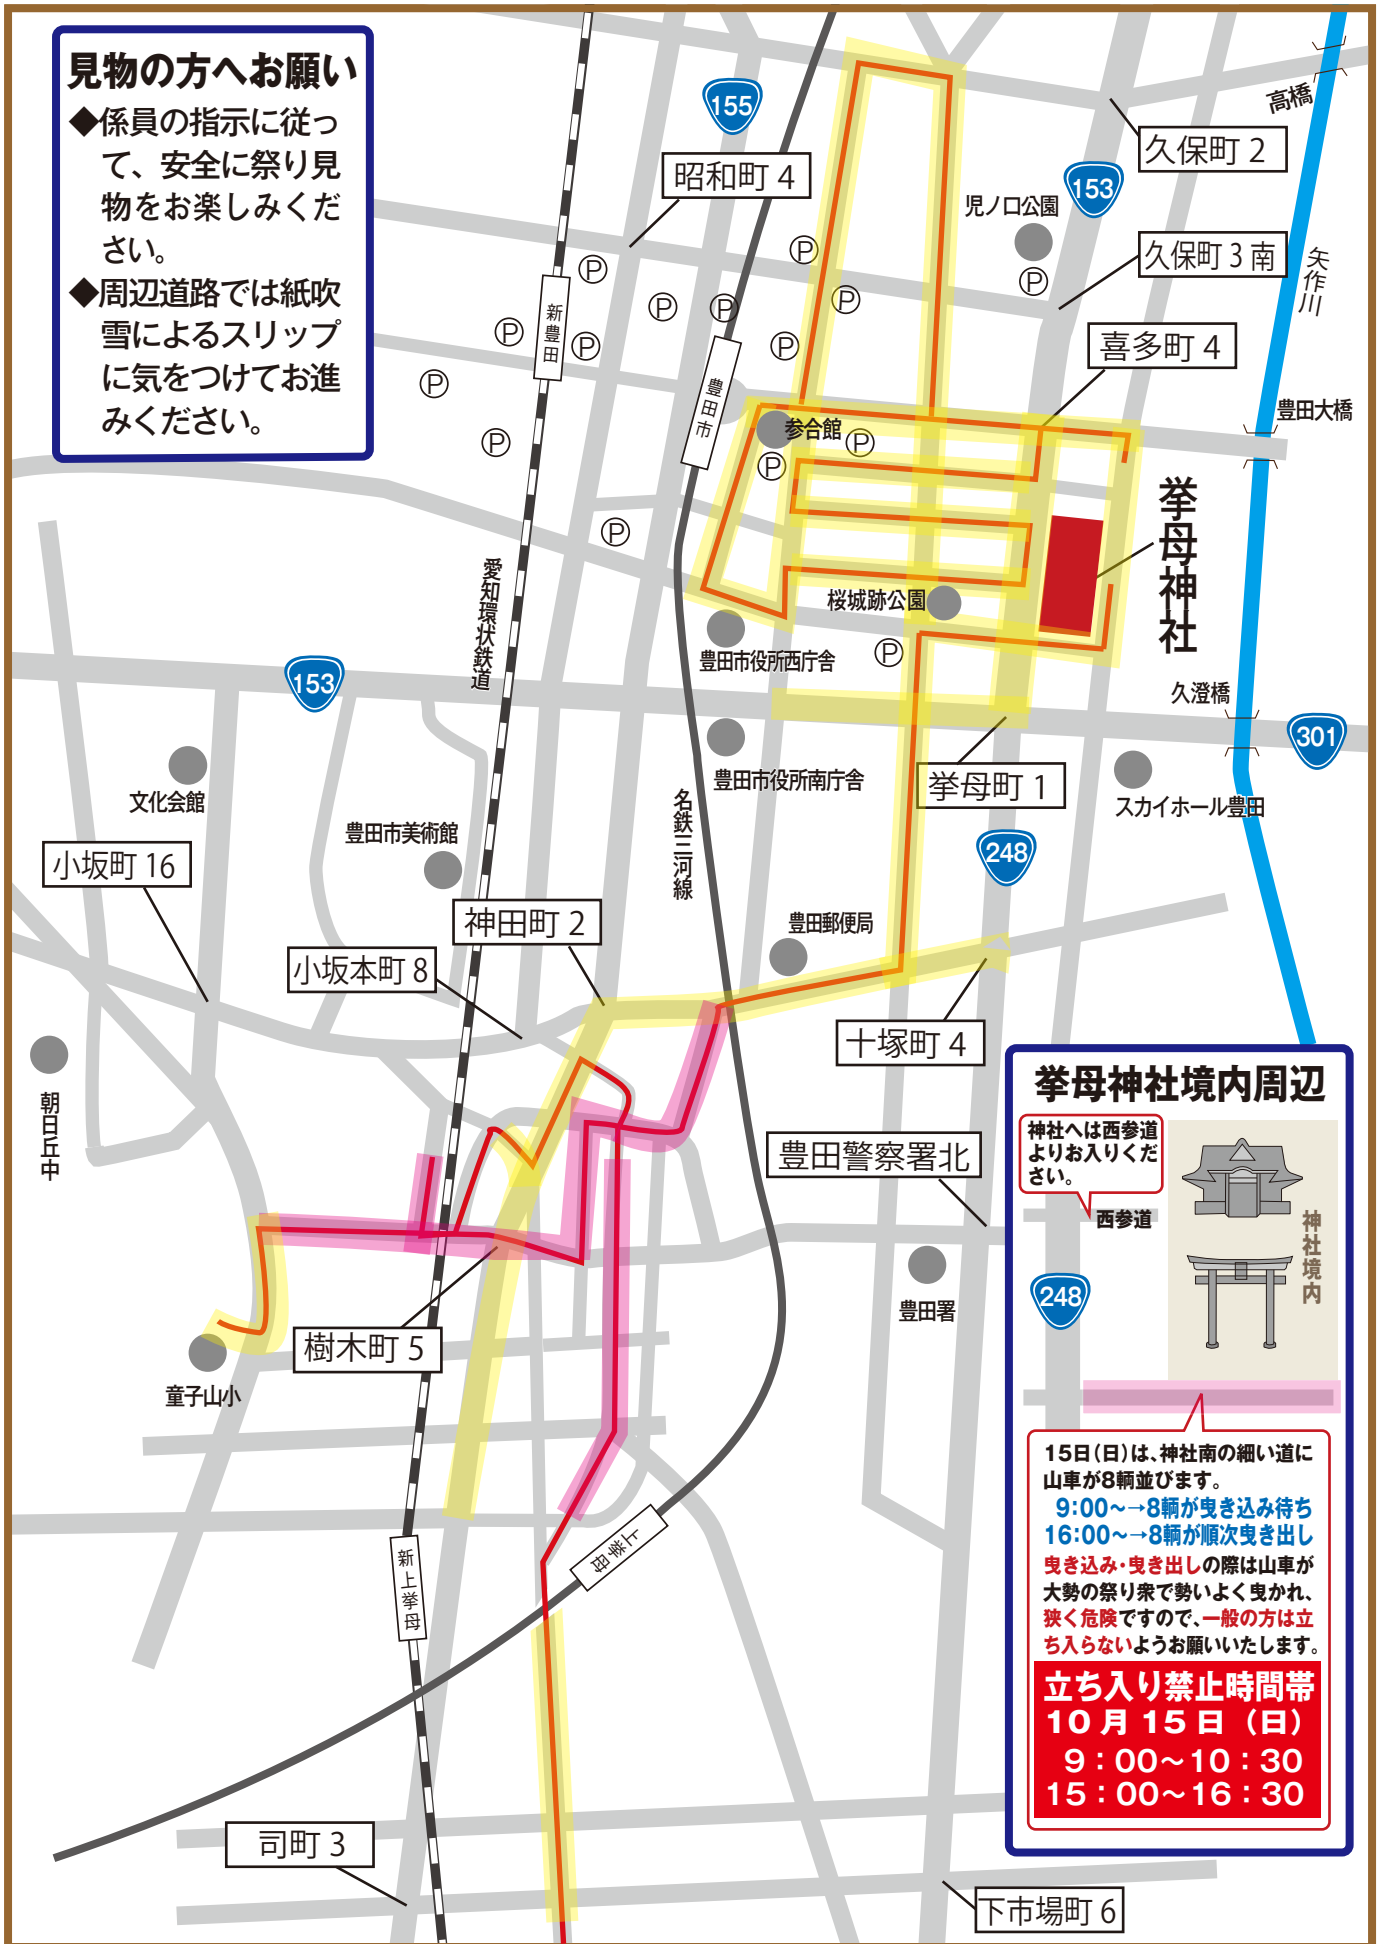 見物の方へお願い
◆係員の指示に従っ
て、安全に祭り見
物をお楽しみくだ
さい。
◆周辺道路では紙吹
雪によるスリップ
に気をつけてお進
みください。
155
昭和町 4
高橋
久保町 2
153
児ノ口公園
Ⓟ
久保町 3 南
矢作川
喜多町 4
豊田大橋
Ⓟ
Ⓟ
Ⓟ
Ⓟ
Ⓟ
Ⓟ
Ⓟ
Ⓟ
Ⓟ
Ⓟ
新豊田
豊田市
参合館
Ⓟ
Ⓟ
Ⓟ
挙母神社
愛知環状鉄道
桜城跡公園
豊田市役所西庁舎
Ⓟ
153
久澄橋
301
豊田市役所南庁舎
挙母町 1
スカイホール豊田
文化会館
豊田市美術館
名鉄三河線
248
小坂町 16
神田町 2
豊田郵便局
小坂本町 8
十塚町 4
朝日丘中
豊田警察署北
豊田署
樹木町 5
童子山小
上挙母
新上挙母
司町 3
下市場町 6
挙母神社境内周辺
神社へは西参道
よりお入りくだ
さい。
西参道
神社境内
248
15日(日)は、神社南の細い道に
山車が8輌並びます。
9:00〜→8輌が曳き込み待ち
16:00〜→8輌が順次曳き出し
曳き込み・曳き出しの際は山車が
大勢の祭り衆で勢いよく曳かれ、
狭く危険ですので、一般の方は立
ち入らないようお願いいたします。
立ち入り禁止時間帯
10 月 15 日（日）
9：00〜10：30
15：00〜16：30